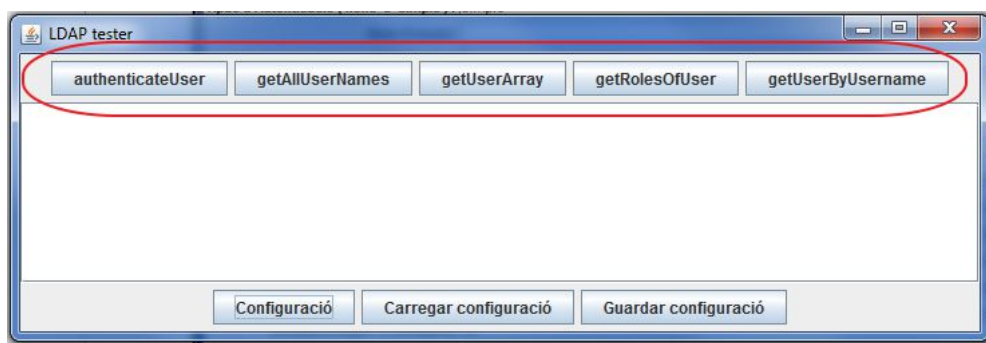 LDAP tester
authenticateUser getAllUserNames getUserArray getRolesOfUser getUserByUsername
Configuració Carregar configuració Guardar configuració